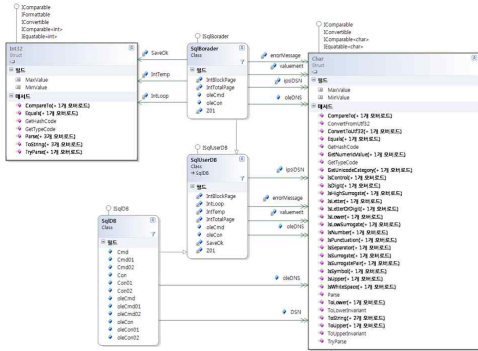 IComparable
IFormattable
IConvertible
IComparable<int>
IEquatable<int>
Int32
Struct
필드
MaxValue
MinValue
메서드
CompareTo(+ 1개 오버로드)
Equals(+ 1개 오버로드)
GetHashCode
GetTypeCode
Parse(+ 3개 오버로드)
ToString(+ 3개 오버로드)
TryParse(+ 1개 오버로드)
SaveOk
IntTemp
IntLoop
ISqlBorader
SqlBorader
Class
필드
IntBlockPage
IntTotalPage
oleCmd
oleCon
Z01
errorMessage
valuement
ipsIDSN
oleDNS
ISqlUserDB
SqlUserDB
Class
SqlDB
필드
IntBlockPage
IntLoop
IntTemp
IntTotalPage
oleCmd
oleCon
SaveOk
Z01
ipsIDSN
errorMessage
valuement
oleDNS
ISqlDB
SqlDB
Class
필드
Cmd
Cmd01
Cmd02
Con
Con01
Con02
oleCmd
oleCmd01
oleCmd02
oleCon
oleCon01
oleCon02
oleDNS
DSN
IComparable
IConvertible
IComparable<char>
IEquatable<char>
Char
Struct
필드
MaxValue
MinValue
메서드
CompareTo(+ 1개 오버로드)
ConvertFromUtf32
ConvertToUtf32(+ 1개 오버로드)
Equals(+ 1개 오버로드)
GetHashCode
GetNumericValue(+ 1개 오버로드)
GetTypeCode
GetUnicodeCategory(+ 1개 오버로드)
IsControl(+ 1개 오버로드)
IsDigit(+ 1개 오버로드)
IsHighSurrogate(+ 1개 오버로드)
IsLetter(+ 1개 오버로드)
IsLetterOrDigit(+ 1개 오버로드)
IsLower(+ 1개 오버로드)
IsLowSurrogate(+ 1개 오버로드)
IsNumber(+ 1개 오버로드)
IsPunctuation(+ 1개 오버로드)
IsSeparator(+ 1개 오버로드)
IsSurrogate(+ 1개 오버로드)
IsSurrogatePair(+ 1개 오버로드)
IsSymbol(+ 1개 오버로드)
IsUpper(+ 1개 오버로드)
IsWhiteSpace(+ 1개 오버로드)
Parse
ToLower(+ 1개 오버로드)
ToLowerInvariant
ToString(+ 2개 오버로드)
ToUpper(+ 1개 오버로드)
ToUpperInvariant
TryParse